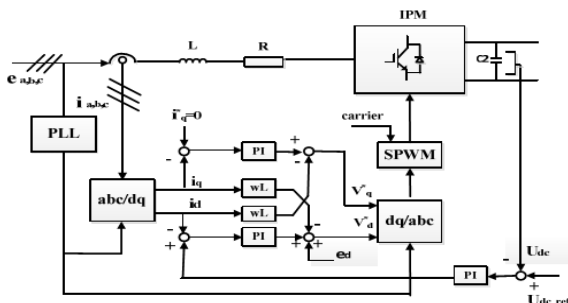 IPM
L
R
C2
e a,b,c
i a,b,c
carrier
i*q=0
PLL
PI
+
-
-
SPWM
abc/dq
iq
wL
id
wL
V*q
dq/abc
V*d
-
-
+
PI
+
+
+
ed
-
Udc
PI
+
Udc_ref